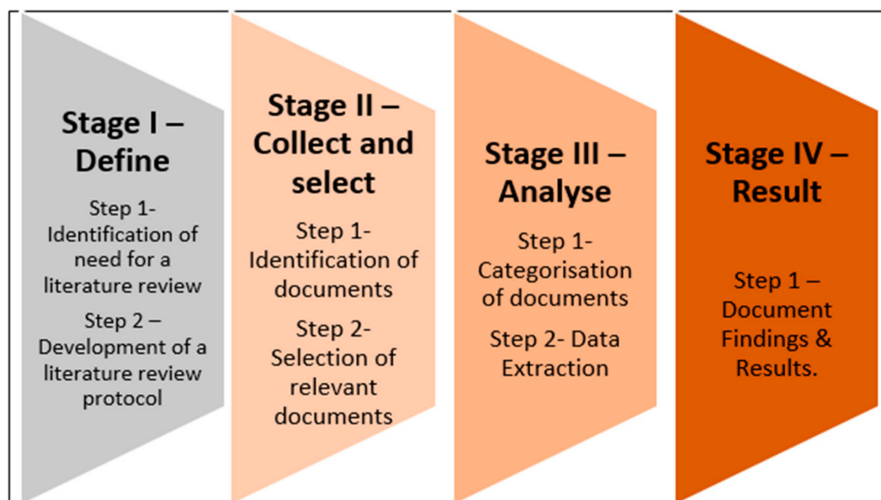 Stage I –
Define
Step 1-
Identification of
need for a
literature review
Step 2 –
Development of a
literature review
protocol
Stage II –
Collect and
select
Step 1-
Identification of
documents
Step 2-
Selection of
relevant
documents
Stage III –
Analyse
Step 1-
Categorisation
of documents
Step 2- Data
Extraction
Stage IV –
Result
Step 1 –
Document
Findings &
Results.